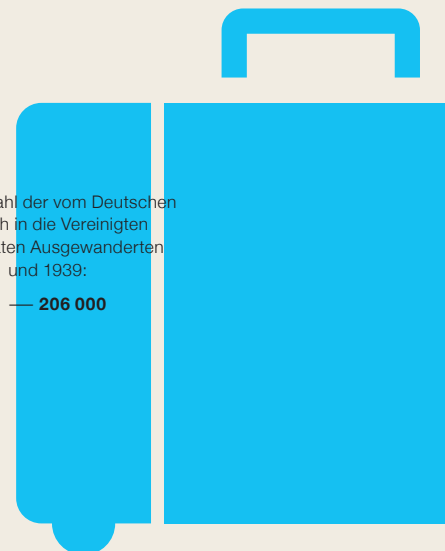 ahl der vom Deutschen
h in die Vereinigten
ten Ausgewanderten
und 1939:
— 206 000